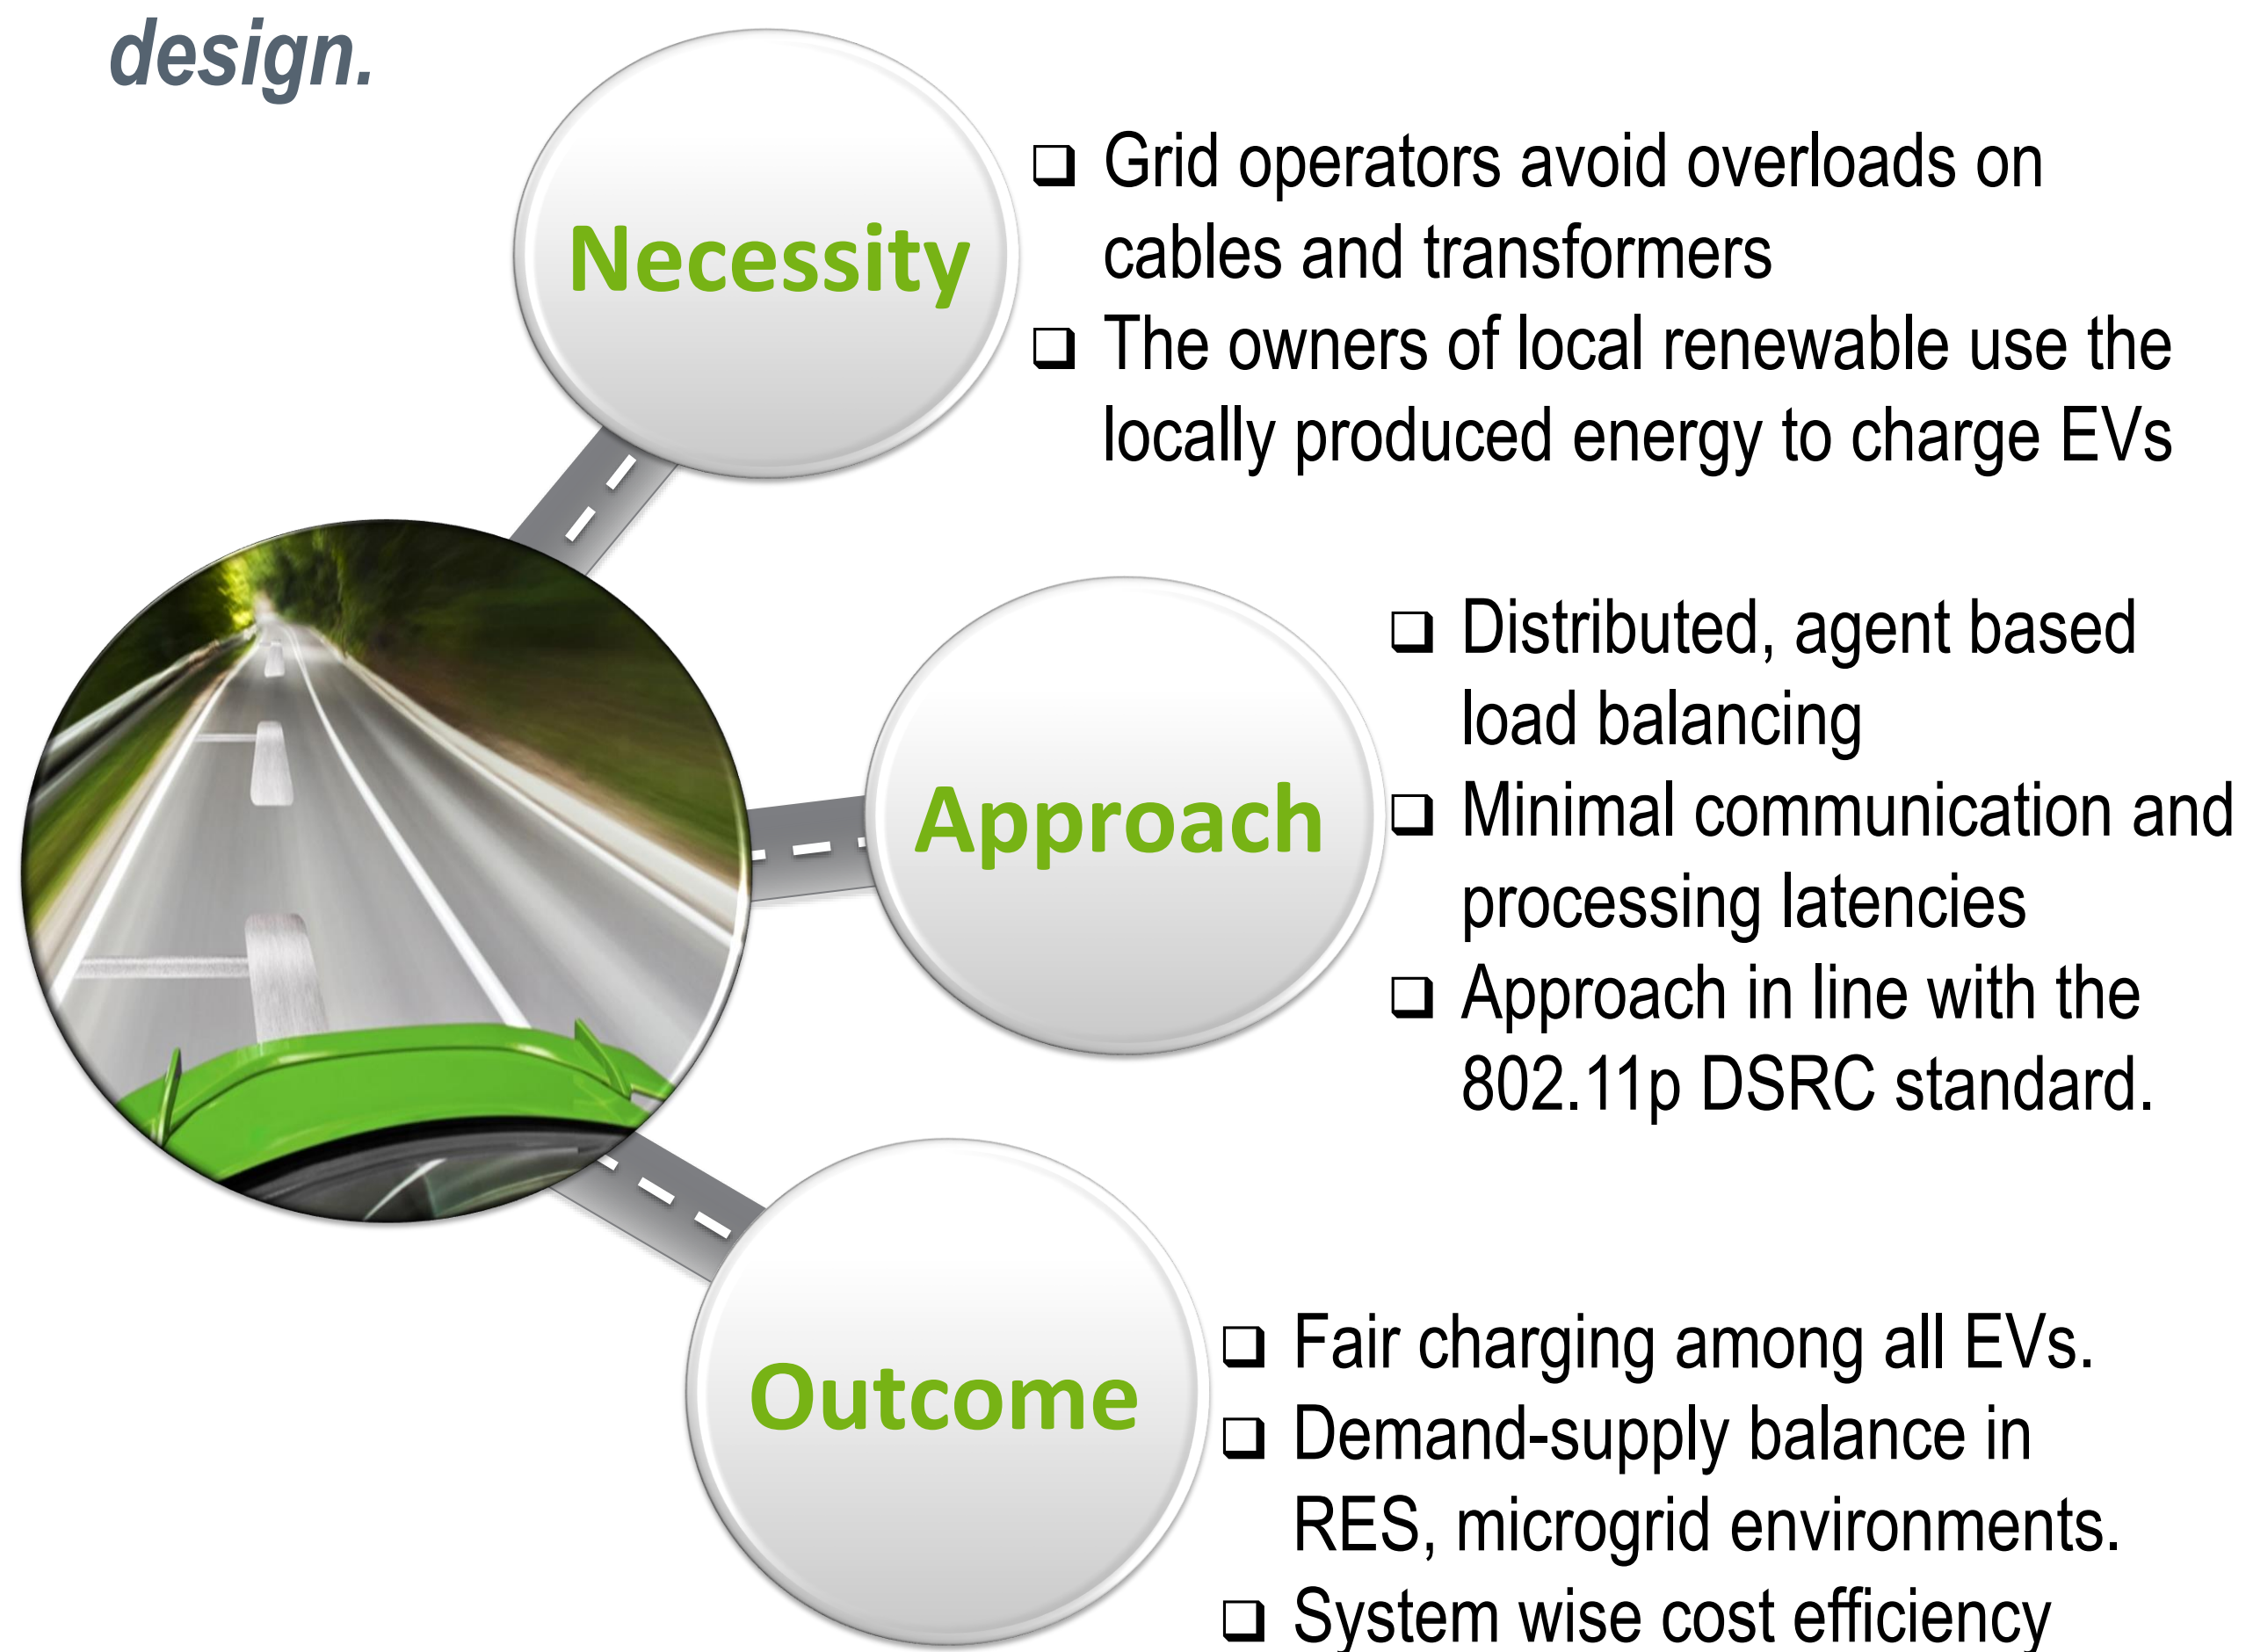 design.
Necessity
❑ Grid operators avoid overloads on
cables and transformers
❑ The owners of local renewable use the
locally produced energy to charge EVs
Approach
❑ Distributed, agent based
load balancing
❑ Minimal communication and
processing latencies
❑ Approach in line with the
802.11p DSRC standard.
Outcome
❑ Fair charging among all EVs.
❑ Demand-supply balance in
RES, microgrid environments.
❑ System wise cost efficiency